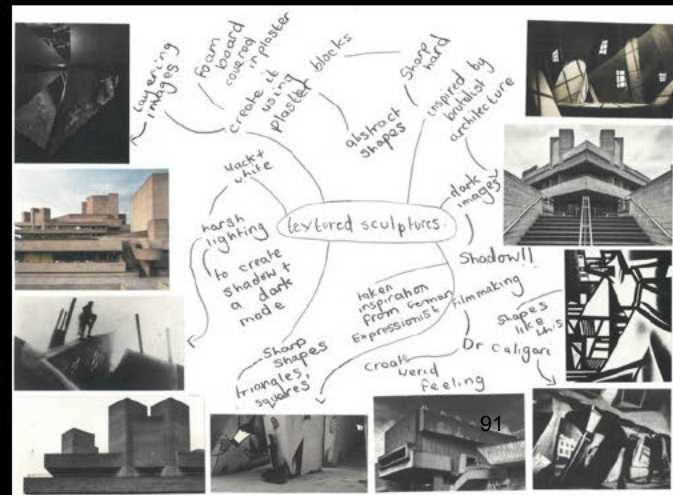 Layering
images
foam
board
covered
in plaster
create it
using
plaster
blocks
abstract
shapes
Sharp
hard
inspired by
brutalist
architecture
black +
white
harsh
lighting
to create
shadow +
a dark
mode
textured sculptures.
dark
images
Shadow!!
Filmmaking
taken
inspiration
from German
Expressionist
Shapes
like
this
Dr Caligari
create
werid
feeling
Sharp
Shapes
triangles,
squares
91